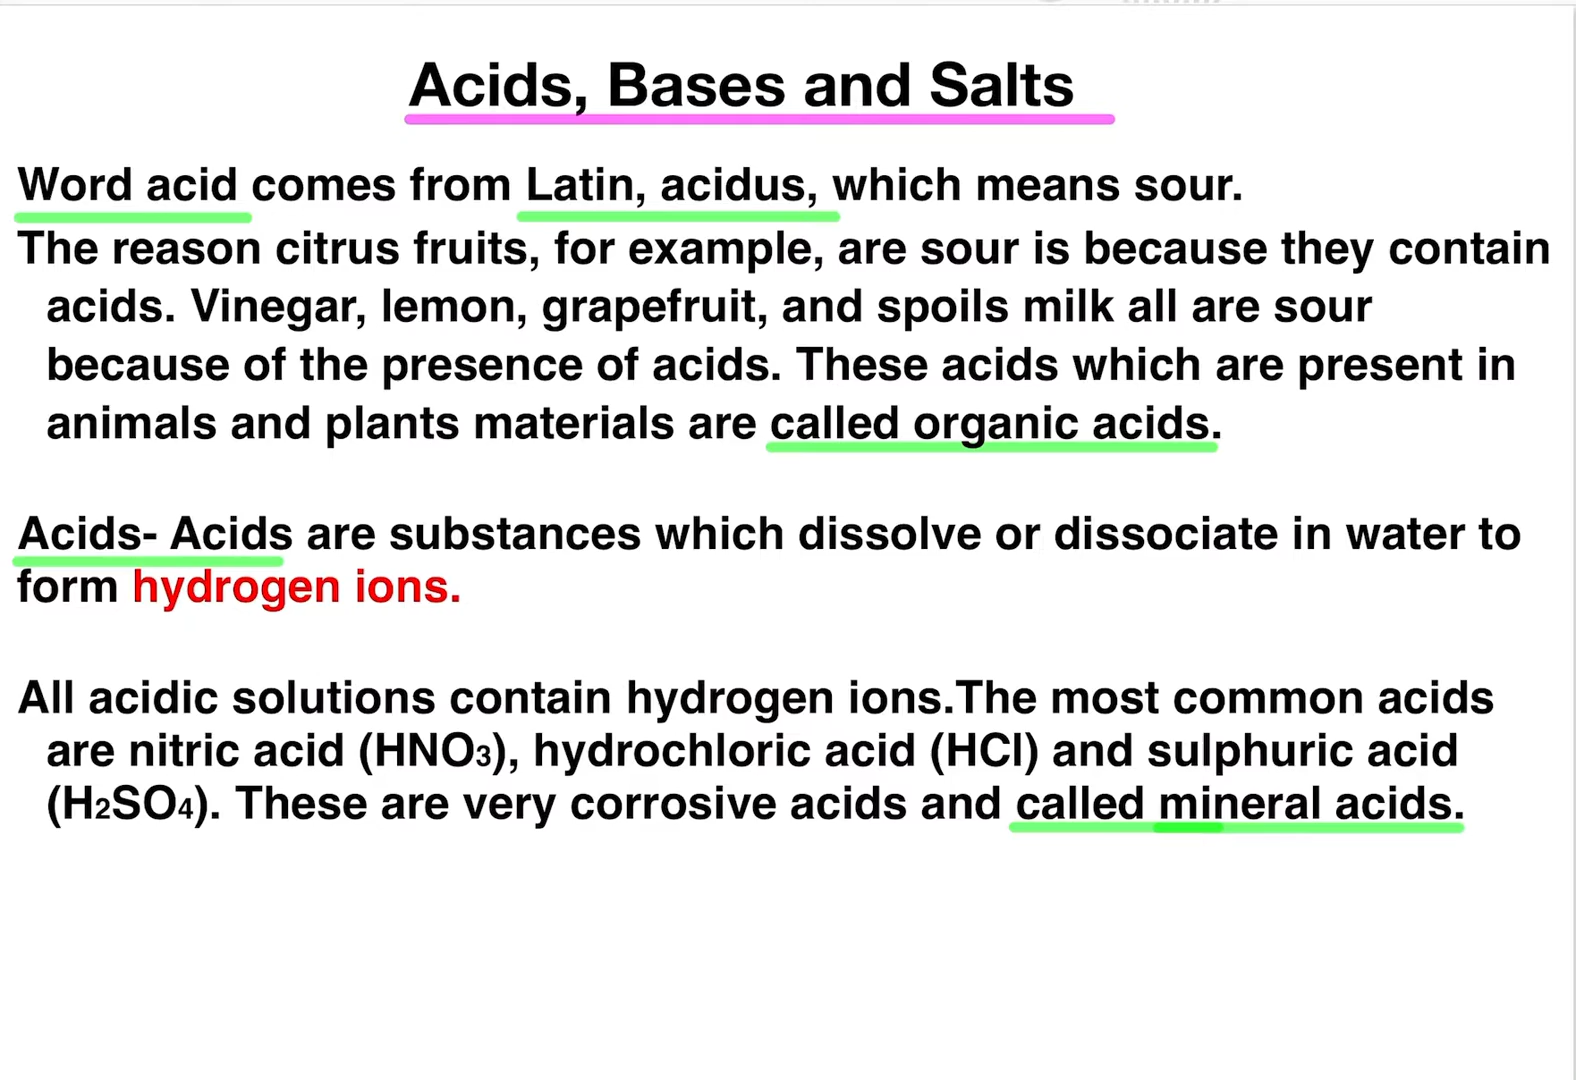 Acids, Bases and Salts
Word acid comes from Latin, acidus, which means sour.
The reason citrus fruits, for example, are sour is because they contain
acids. Vinegar, lemon, grapefruit, and spoils milk all are sour
because of the presence of acids. These acids which are present in
animals and plants materials are called organic acids.
Acids- Acids are substances which dissolve or dissociate in water to
form hydrogen ions.
All acidic solutions contain hydrogen ions.The most common acids
are nitric acid (HNO3), hydrochloric acid (HCl) and sulphuric acid
(H2SO4). These are very corrosive acids and called mineral acids.